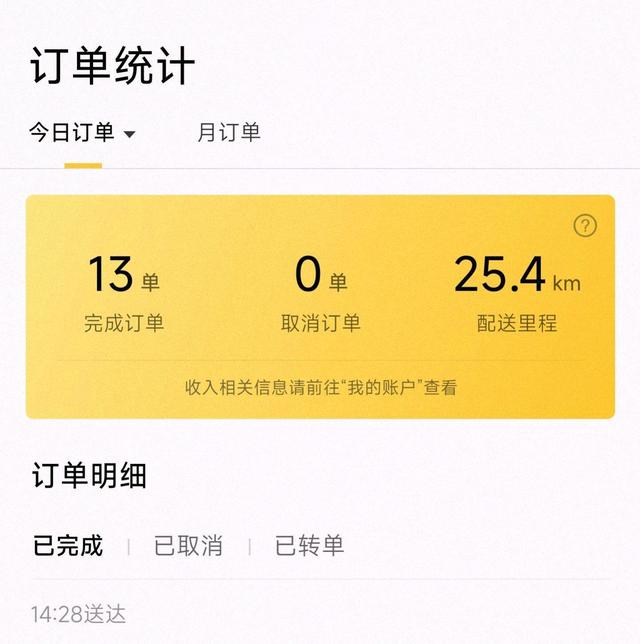 订单统计
今日订单 月订单
?
13单 0单 25.4km
完成订单 取消订单 配送里程
收入相关信息请前往“我的账户”查看
订单明细
已完成 | 已取消 | 已转单
14:28送达